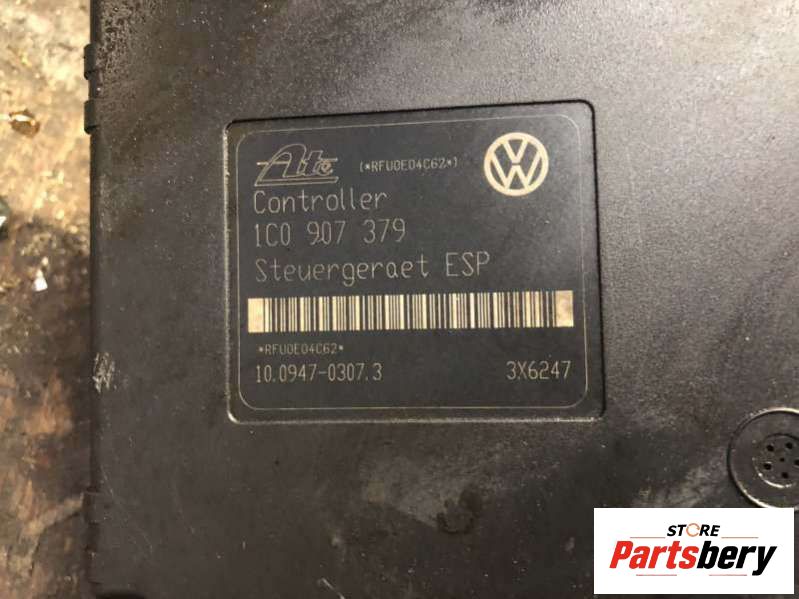 Ate (*RFU0E04C62*)
Controller
1C0 907 379
Steuergeraet ESP
*RFU0E04C62*
10.0947-0307.3 3X6247
STORE
Partsbery